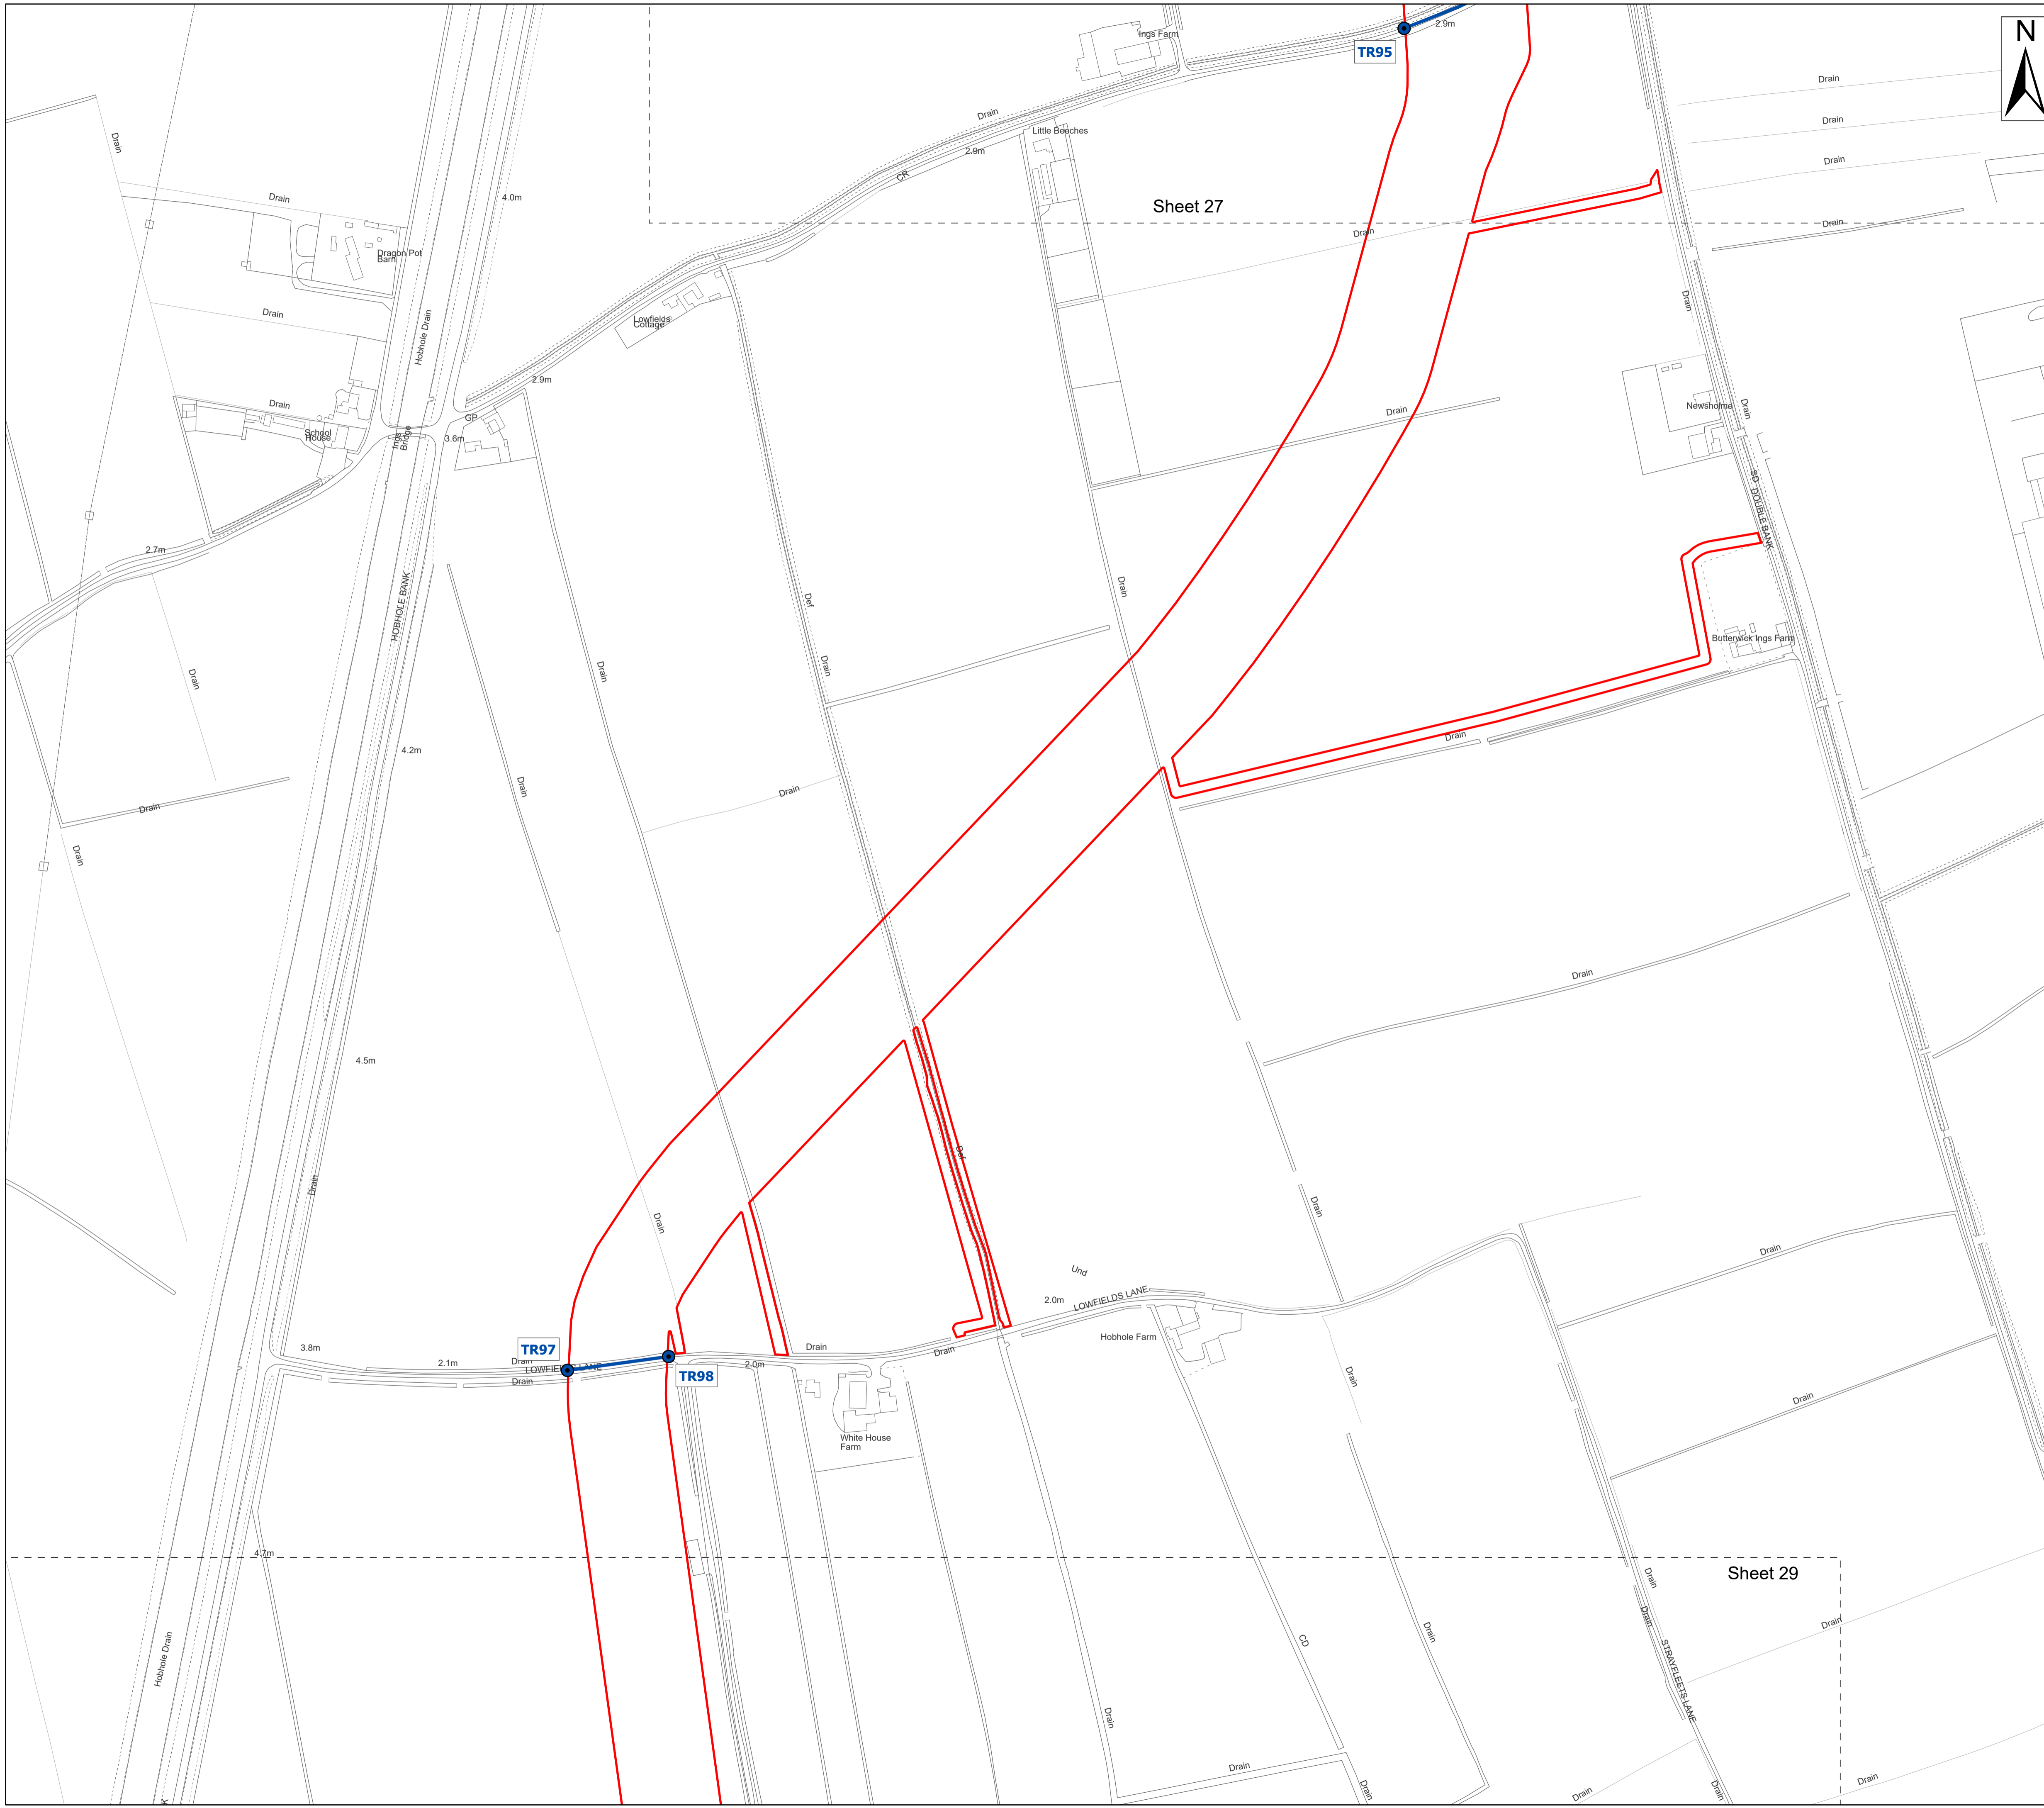 2.9m
Ings Farm
TR95
N
Drain
Drain
Drain
Little Beeches
Drain
Drain
2.9m
Drain
CR
Drain
4.0m
Sheet 27
Drain
Drain
Dragon Pot
Barn
Drain
Drain
Hobhole Drain
Lowfields
Cottage
2.9m
Newsholme
Drain
Drain
Drain
GP
School
House
Ings
Bridge
3.6m
SD
DOUBLE BANK
2.7m
Drain
HOBHOLE BANK
Def
Butterwick Ings Farm
Drain
Drain
Drain
Drain
4.2m
Drain
Drain
Drain
Drain
Drain
Drain
4.5m
Def
Drain
Drain
Drain
Drain
Und
2.0m
LOWFIELDS LANE
Hobhole Farm
3.8m
TR97
2.1m
Drain
LOWFIELDS LANE
Drain
TR98
2.0m
Drain
Drain
Drain
Drain
White House
Farm
4.7m
Sheet 29
Drain
Drain
Drain
Drain
CD
Hobhole Drain
STRAYFLEETS LANE
Drain
Drain
Drain
Drain
Drain
Drain
K